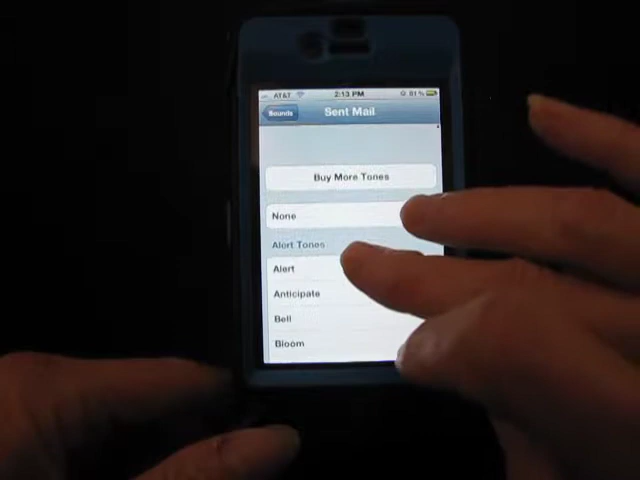 AT&T 2:13 PM 81%
Sounds Sent Mail
Buy More Tones
None
Alert Tones
Alert
Anticipate
Bell
Bloom